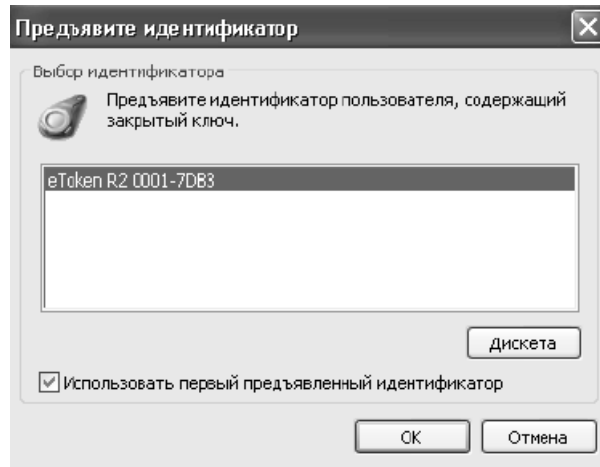 Предъявите идентификатор
Выбор идентификатора
Предъявите идентификатор пользователя, содержащий
закрытый ключ.
eToken R2 0001-7DB3
Дискета
Использовать первый предъявленный идентификатор
ОК
Отмена